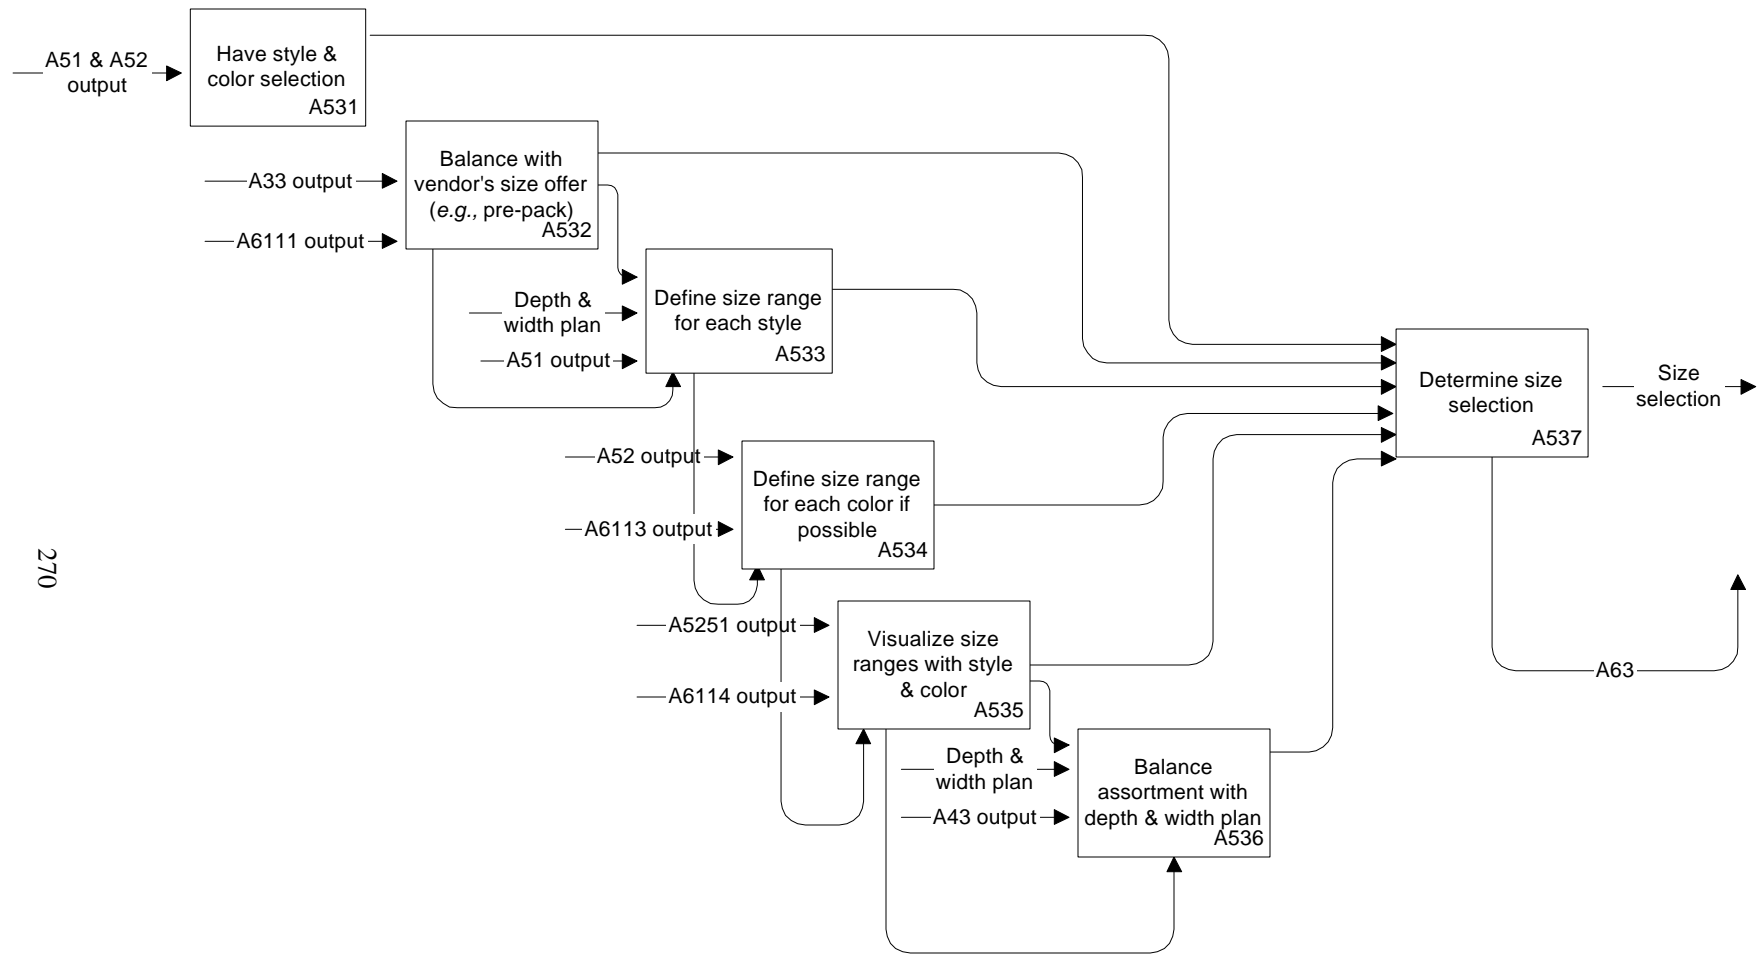 A51 & A52
output
Have style &
color selection
A531
A33 output
A6111 output
Balance with
vendor's size offer
(e.g., pre-pack)
A532
Depth &
width plan
A51 output
Define size range
for each style
A533
A52 output
A6113 output
Define size range
for each color if
possible
A534
A5251 output
A6114 output
Visualize size
ranges with style
& color
A535
Depth &
width plan
A43 output
Balance
assortment with
depth & width plan
A536
Determine size
selection
A537
Size
selection
A63
270